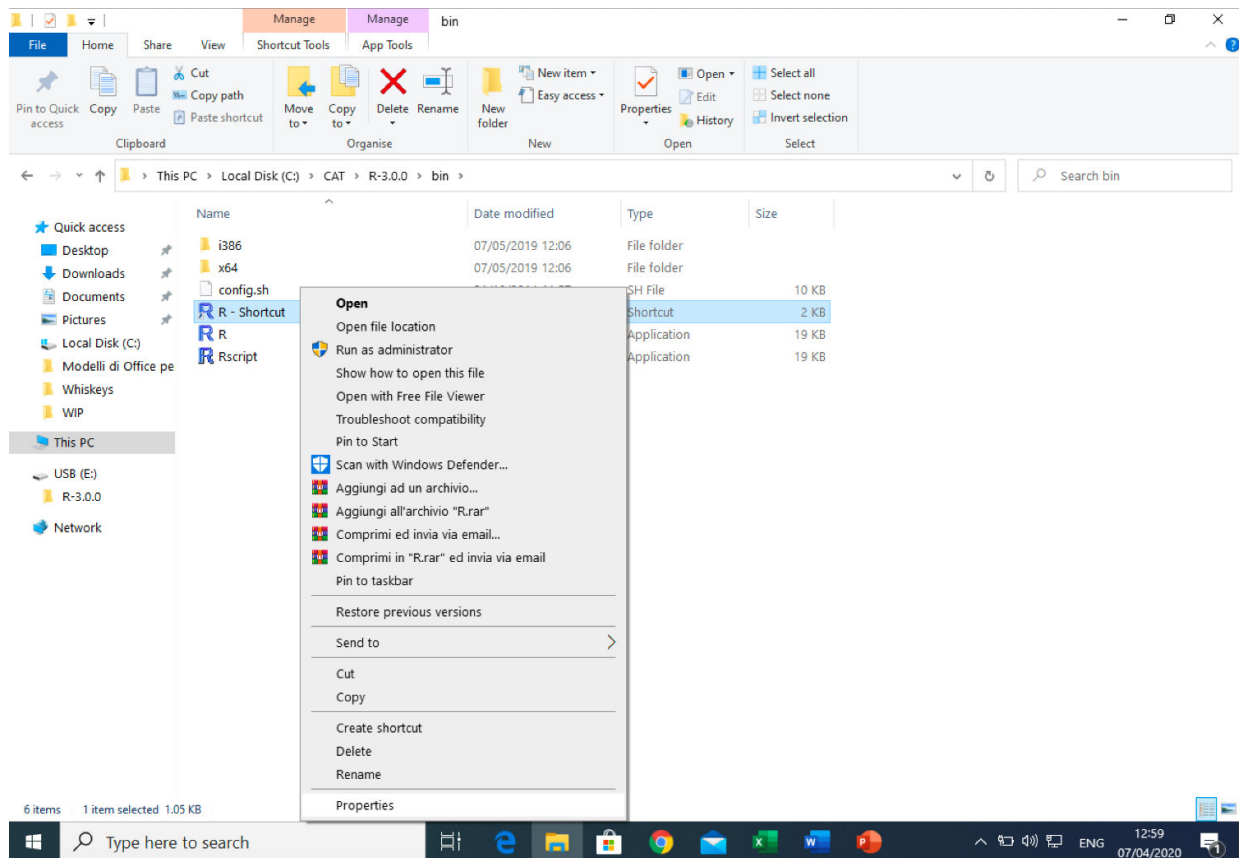 Manage Manage bin
File Home Share View Shortcut Tools App Tools
Pin to Quick access
Copy
Paste
Cut
Copy path
Paste shortcut
Clipboard
Move to
Copy to
Delete
Rename
Organise
New folder
New item
Easy access
New
Properties
Open
Edit
History
Open
Select all
Select none
Invert selection
Select
This PC > Local Disk (C:) > CAT > R-3.0.0 > bin >
Search bin
Quick access
Desktop
Downloads
Documents
Pictures
Local Disk (C:)
Modelli di Office pe
Whiskeys
WIP
This PC
USB (E:)
R-3.0.0
Network
Name Date modified Type Size
i386 07/05/2019 12:06 File folder
x64 07/05/2019 12:06 File folder
config.sh SH File 10 KB
R - Shortcut Shortcut 2 KB
R Application 19 KB
Rscript Application 19 KB
Open
Open file location
Run as administrator
Show how to open this file
Open with Free File Viewer
Troubleshoot compatibility
Pin to Start
Scan with Windows Defender...
Aggiungi ad un archivio...
Aggiungi all'archivio "R.rar"
Comprimi ed invia via email...
Comprimi in "R.rar" ed invia via email
Pin to taskbar
Restore previous versions
Send to
Cut
Copy
Create shortcut
Delete
Rename
Properties
6 items 1 item selected 1.05 KB
Type here to search
ENG
12:59
07/04/2020
1